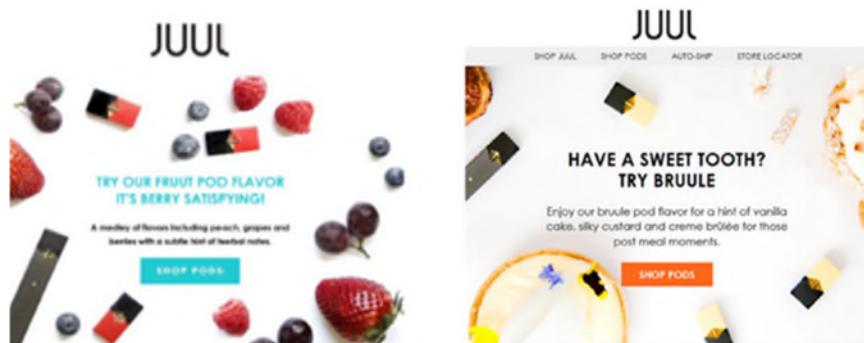 JUUL
TRY OUR FRUUT POD FLAVOR
IT'S BERRY SATISFYING!
A medley of flavors including peach, grapes and
berries with a subtle hint of herbal notes.
SHOP PODS
JUUL
SHOP JUUL SHOP PODS AUTO-SHIP STORE LOCATOR
HAVE A SWEET TOOTH?
TRY BRUULE
Enjoy our bruule pod flavor for a hint of vanilla
cake, silky custard and creme brûlée for those
post meal moments.
SHOP PODS